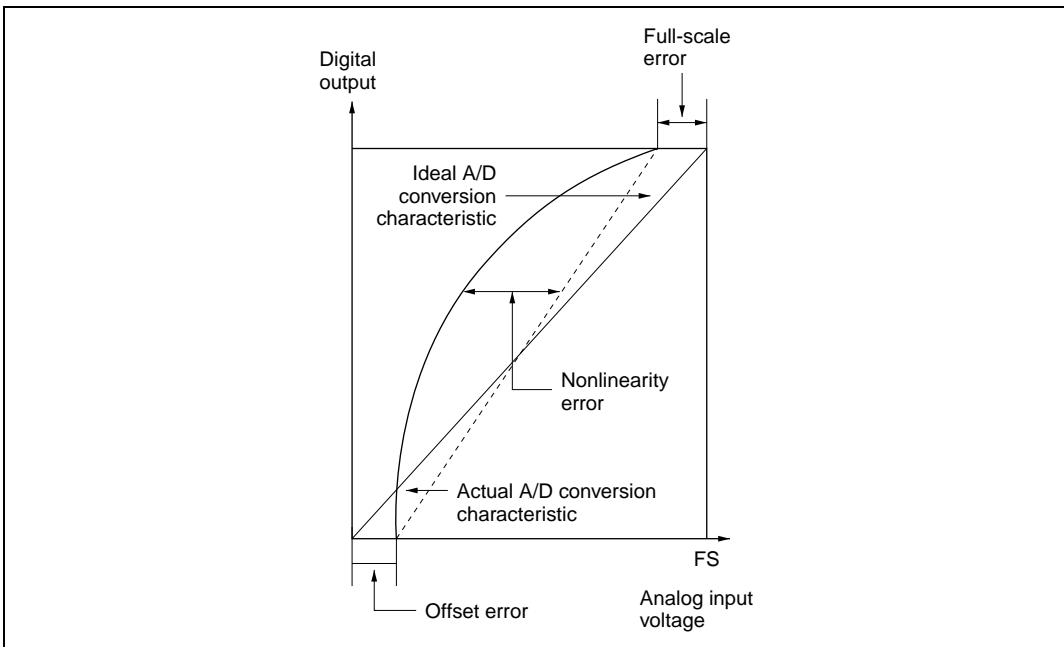 Full-scale
error
Digital
output
Ideal A/D
conversion
characteristic
Nonlinearity
error
Actual A/D conversion
characteristic
FS
Offset error
Analog input
voltage